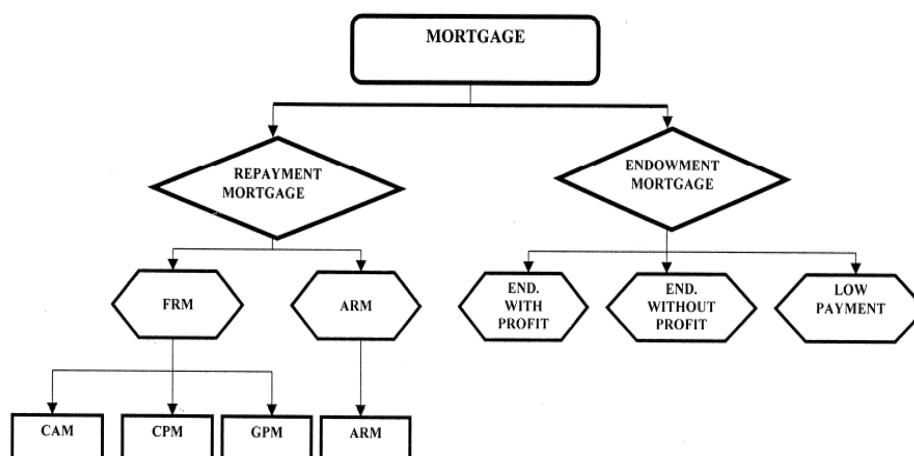 MORTGAGE
REPAYMENT
MORTGAGE
ENDOWMENT
MORTGAGE
FRM
ARM
END.
WITH
PROFIT
END.
WITHOUT
PROFIT
LOW
PAYMENT
CAM
CPM
GPM
ARM